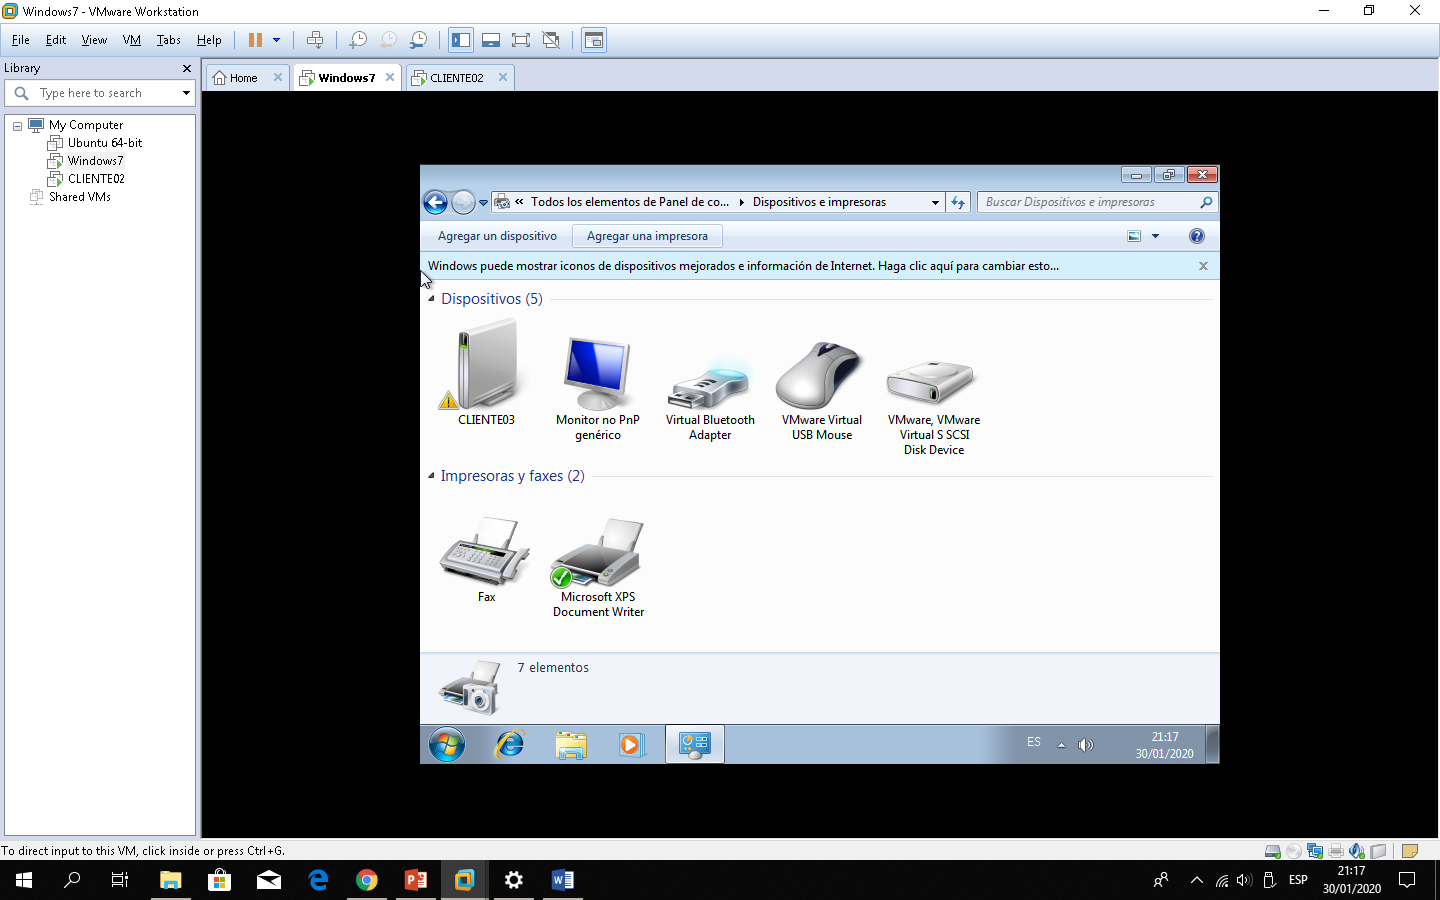 Windows7 - VMware Workstation
File Edit View VM Tabs Help
Library
Type here to search
My Computer
Ubuntu 64-bit
Windows7
CLIENTE02
Shared VMs
Home
Windows7
CLIENTE02
« Todos los elementos de Panel de co... Dispositivos e impresoras
Buscar Dispositivos e impresoras
Agregar un dispositivo
Agregar una impresora
Windows puede mostrar iconos de dispositivos mejorados e información de Internet. Haga clic aquí para cambiar esto...
Dispositivos (5)
CLIENTE03
Monitor no PnP
genérico
Virtual Bluetooth
Adapter
VMware Virtual
USB Mouse
VMware, VMware
Virtual S SCSI
Disk Device
Impresoras y faxes (2)
Fax
Microsoft XPS
Document Writer
7 elementos
ES
21:17
30/01/2020
To direct input to this VM, click inside or press Ctrl+G.
ESP
21:17
30/01/2020